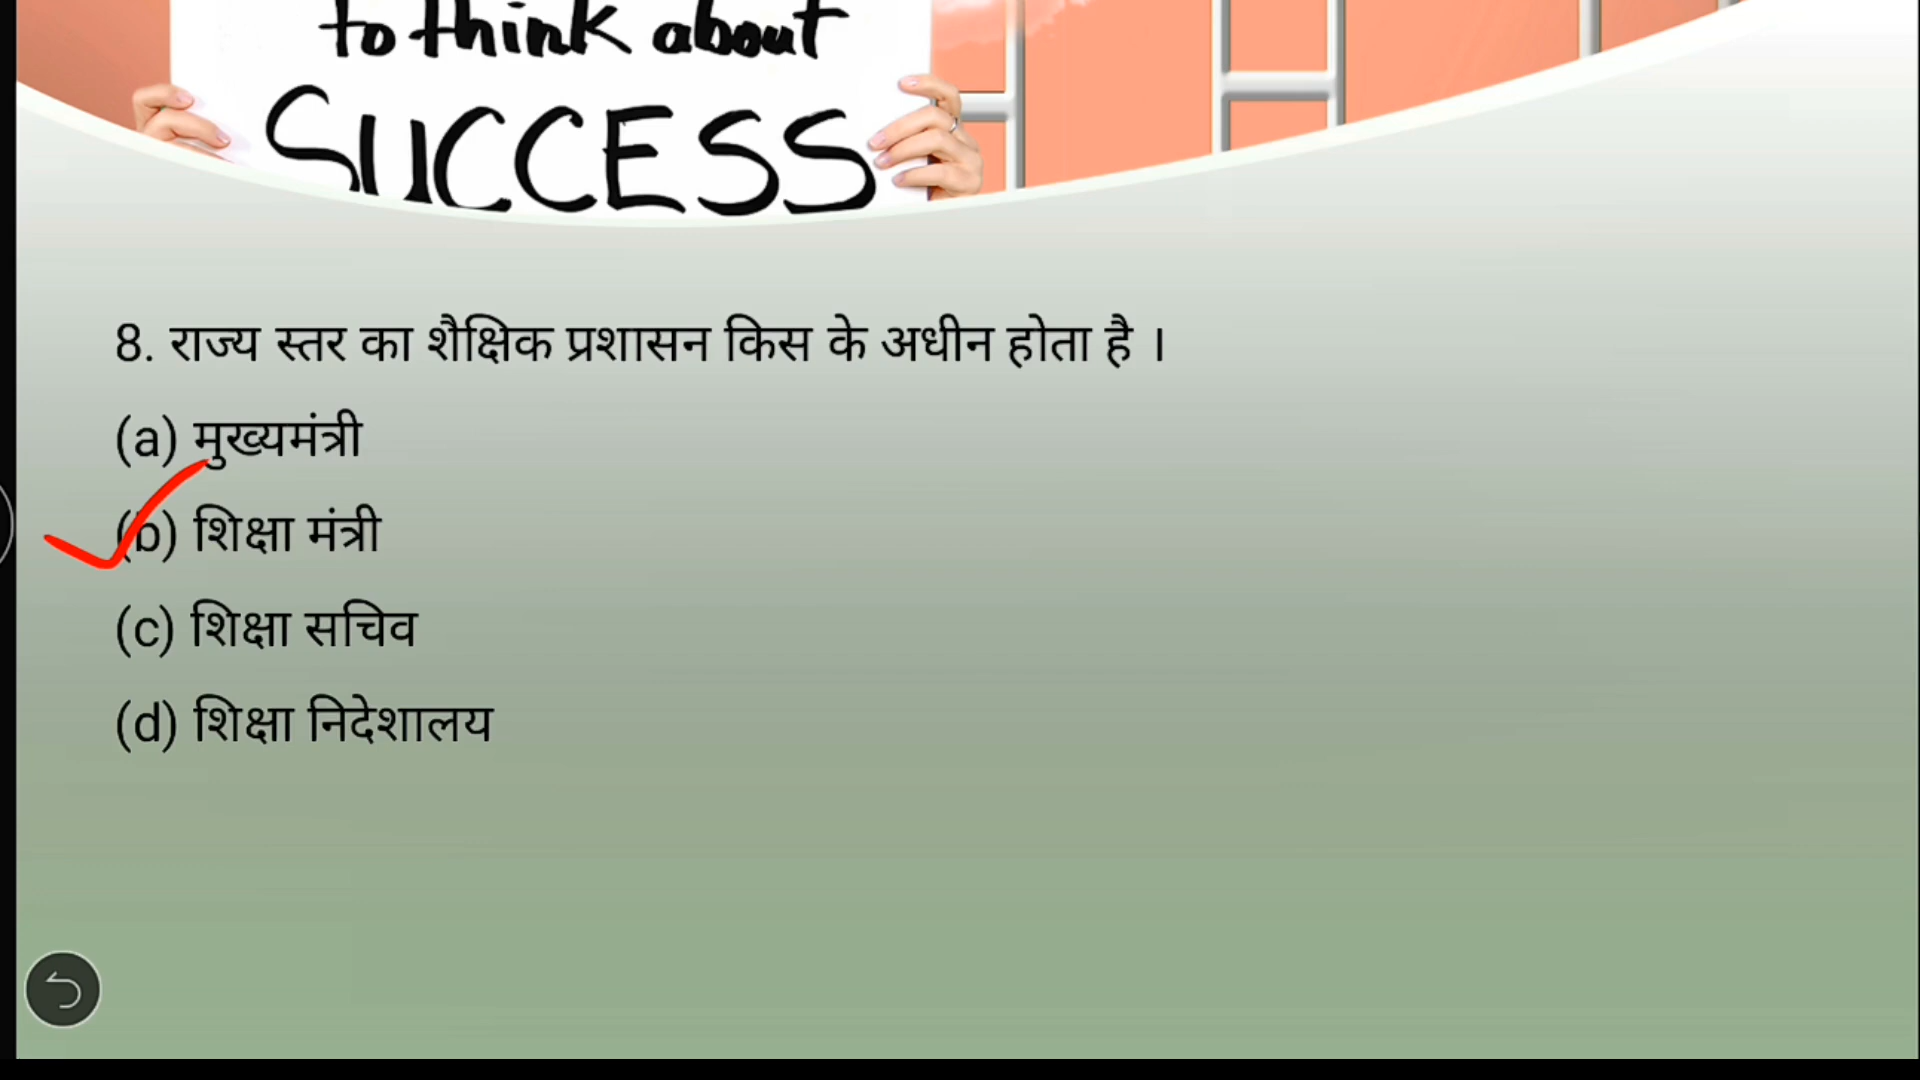 to think about
SUCCESS
8. राज्य स्तर का शैक्षिक प्रशासन किस के अधीन होता है ।
(a) मुख्यमंत्री
(b) शिक्षा मंत्री
(c) शिक्षा सचिव
(d) शिक्षा निदेशालय